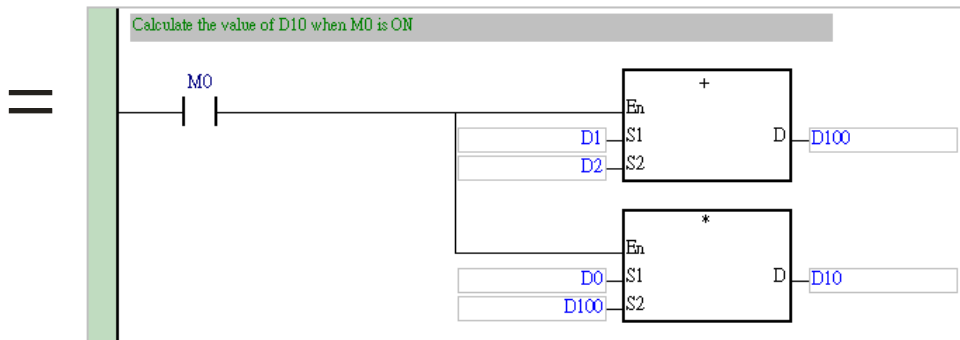 Calculate the value of D10 when M0 is ON
=
M0
+
En
D1 S1 D D100
D2 S2
*
En
D0 S1 D D10
D100 S2